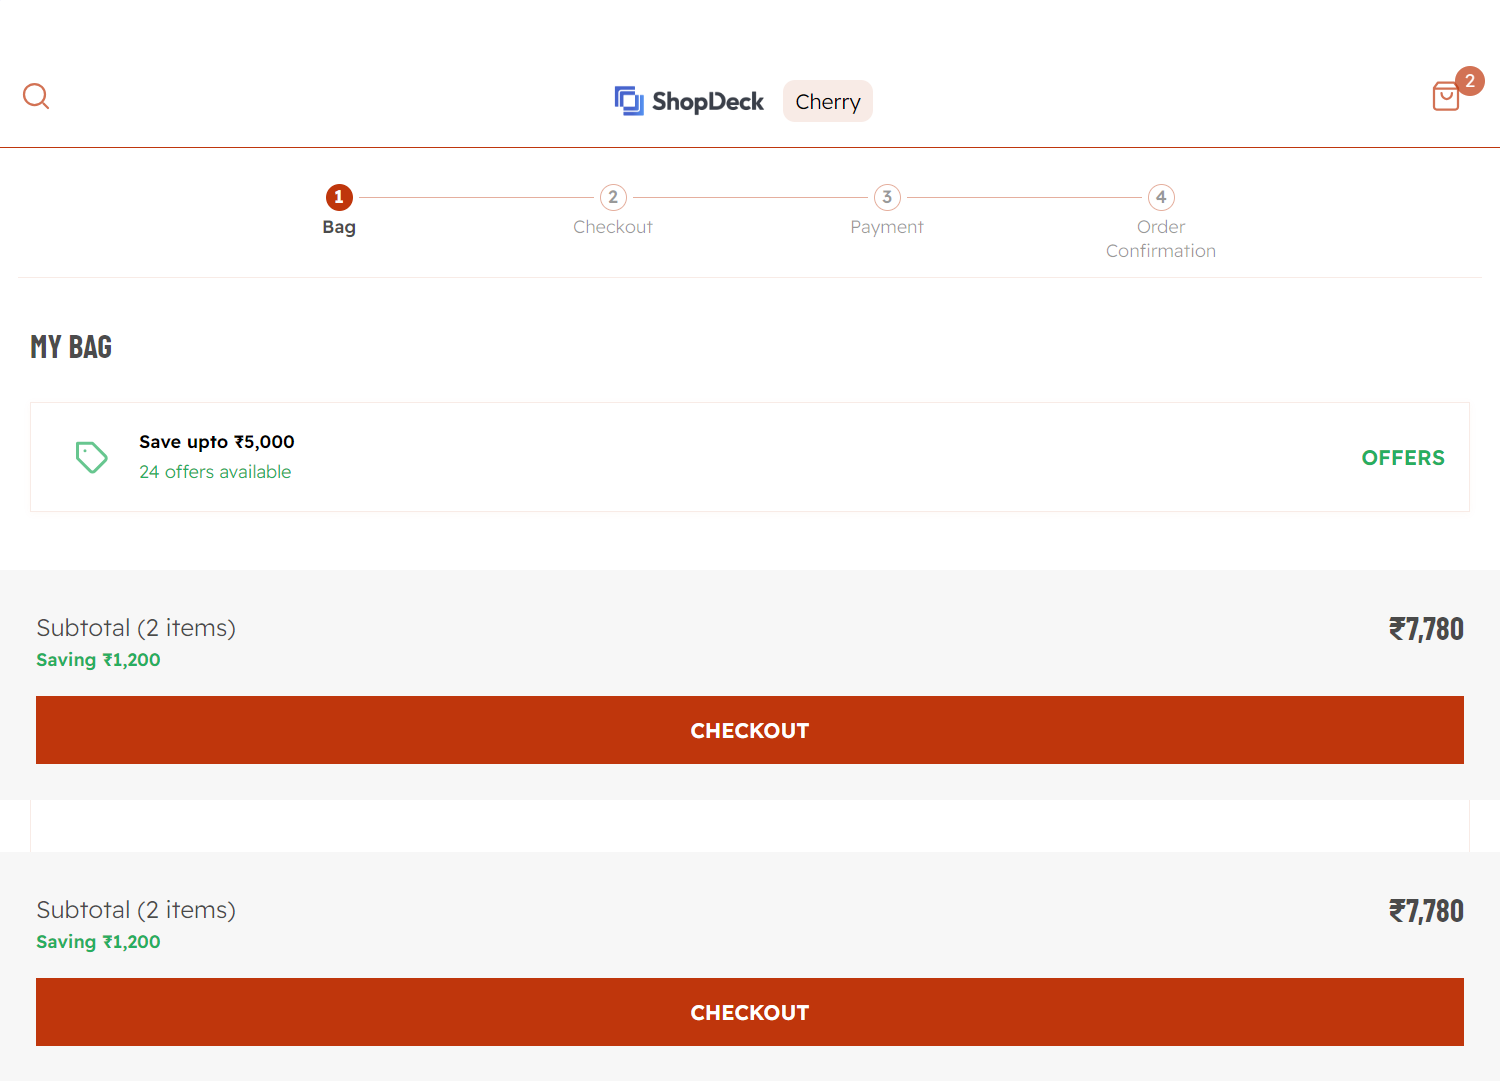 ShopDeck Cherry
2
1 2 3 4
Bag Checkout Payment Order
Confirmation
MY BAG
Save upto ₹5,000
24 offers available
OFFERS
Subtotal (2 items) ₹7,780
Saving ₹1,200
CHECKOUT
Subtotal (2 items) ₹7,780
Saving ₹1,200
CHECKOUT